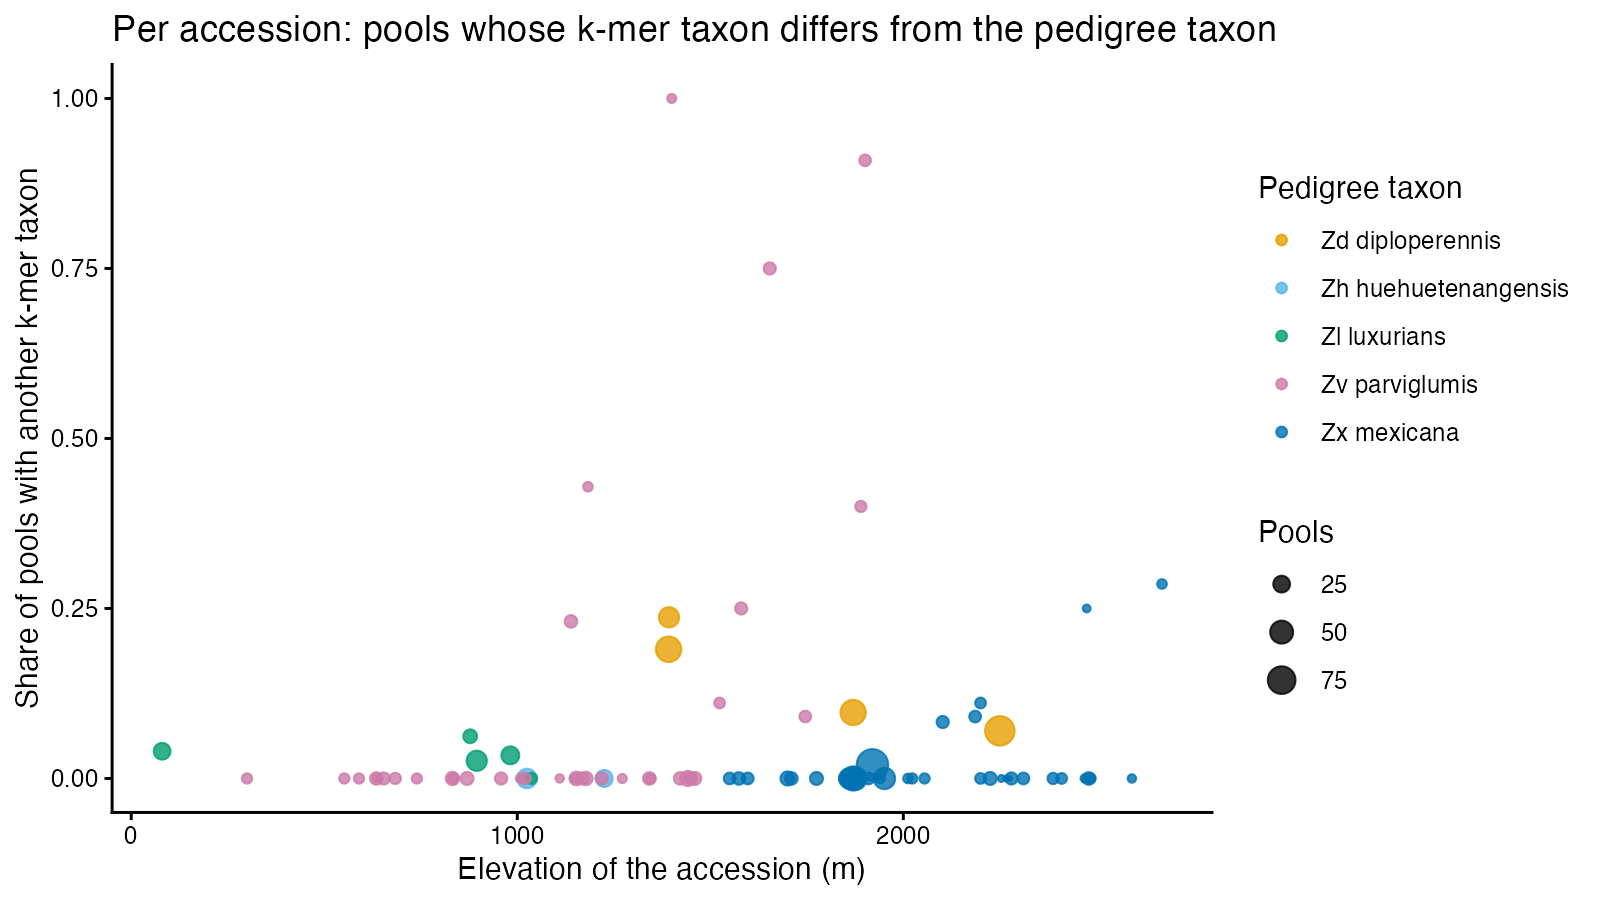 Per accession: pools whose k-mer taxon differs from the pedigree taxon
Share of pools with another k-mer taxon
1.00
0.75
0.50
0.25
0.00
0
1000
2000
Elevation of the accession (m)
Pedigree taxon
Zd diploperennis
Zh huehuetenangensis
Zl luxurians
Zv parviglumis
Zx mexicana
Pools
25
50
75